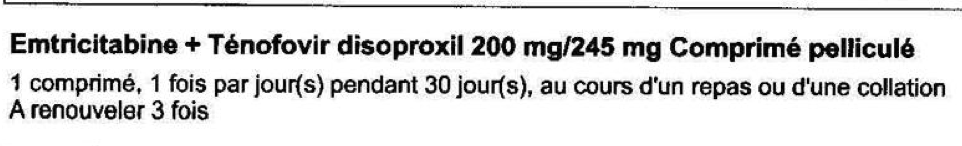 Emtricitabine + Ténofovir disoproxil 200 mg/245 mg Comprimé pelliculé
1 comprimé, 1 fois par jour(s) pendant 30 jour(s), au cours d'un repas ou d'une collation
A renouveler 3 fois